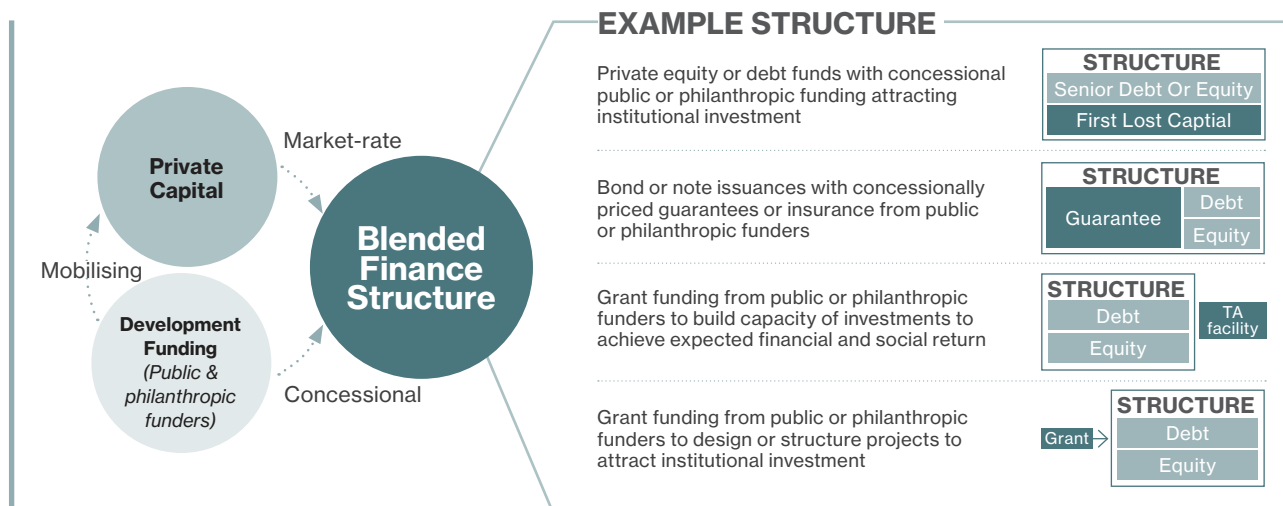 Private
Capital
Market-rate
Mobilising
Development
Funding
(Public &
philanthropic
funders)
Concessional
Blended
Finance
Structure
EXAMPLE STRUCTURE
Private equity or debt funds with concessional
public or philanthropic funding attracting
institutional investment
STRUCTURE
Senior Debt Or Equity
First Lost Captial
Bond or note issuances with concessionally
priced guarantees or insurance from public
or philanthropic funders
STRUCTURE
Guarantee
Debt
Equity
Grant funding from public or philanthropic
funders to build capacity of investments to
achieve expected financial and social return
STRUCTURE
Debt
Equity
TA
facility
Grant funding from public or philanthropic
funders to design or structure projects to
attract institutional investment
Grant
STRUCTURE
Debt
Equity